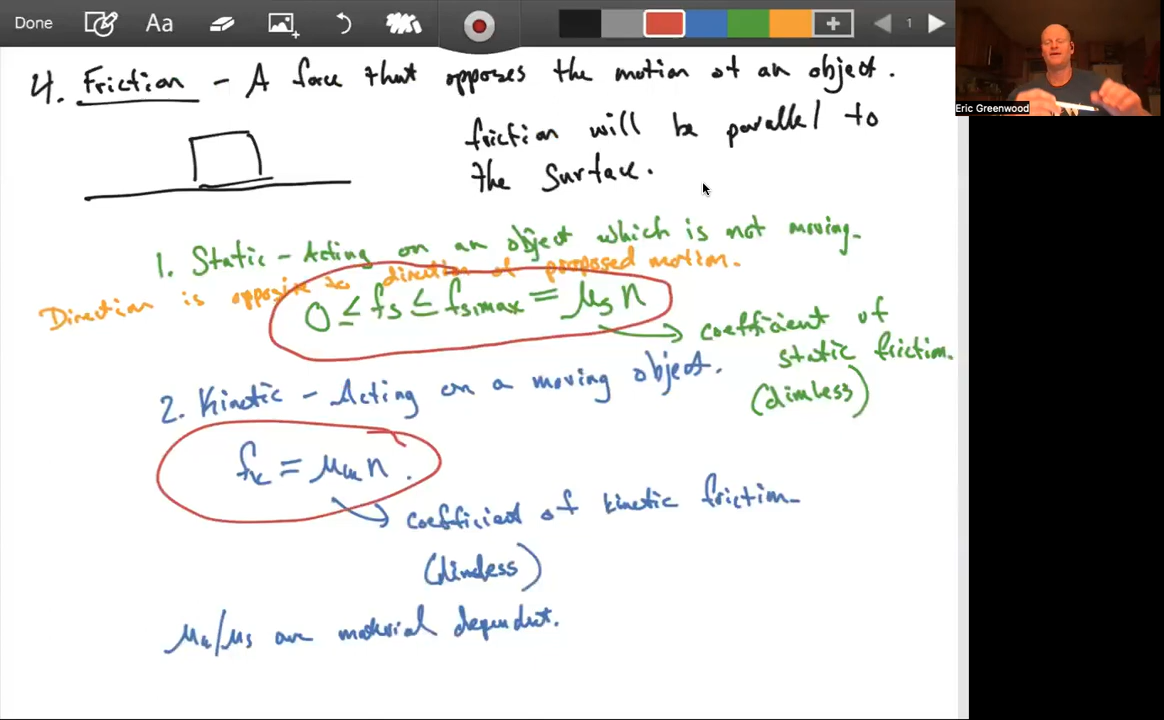 Done
Aa
1
Eric Greenwood
4. Friction - A force that opposes the motion of an object.
friction will be parallel to
the surface.
1. Static - Acting on an object which is not moving.
Direction is opposite to direction of proposed motion.
0 ≤ fs ≤ fs,max = μs n
coefficient of
static friction.
(dimless)
2. Kinetic - Acting on a moving object.
fk = μk n.
coefficient of kinetic friction.
(dimless)
μk/μs are material dependent.